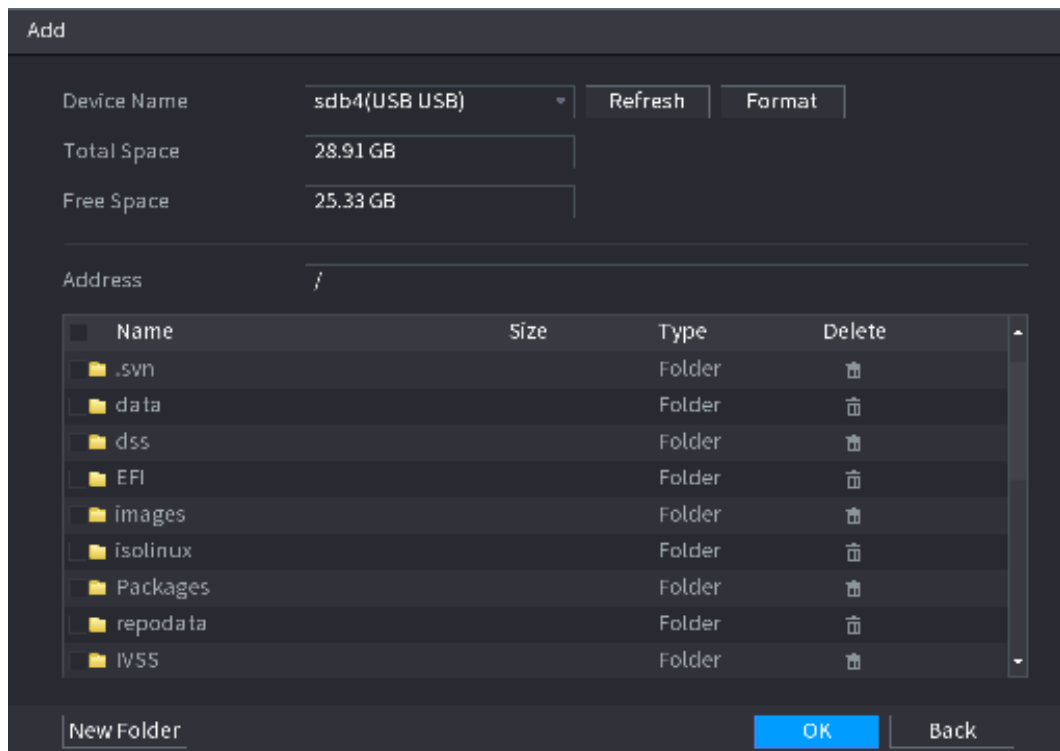 Add
Device Name sdb4(USB USB) Refresh Format
Total Space 28.91 GB
Free Space 25.33 GB
Address /
Name Size Type Delete
.svn Folder
data Folder
dss Folder
EFI Folder
images Folder
isolinux Folder
Packages Folder
repodata Folder
IVSS Folder
New Folder OK Back